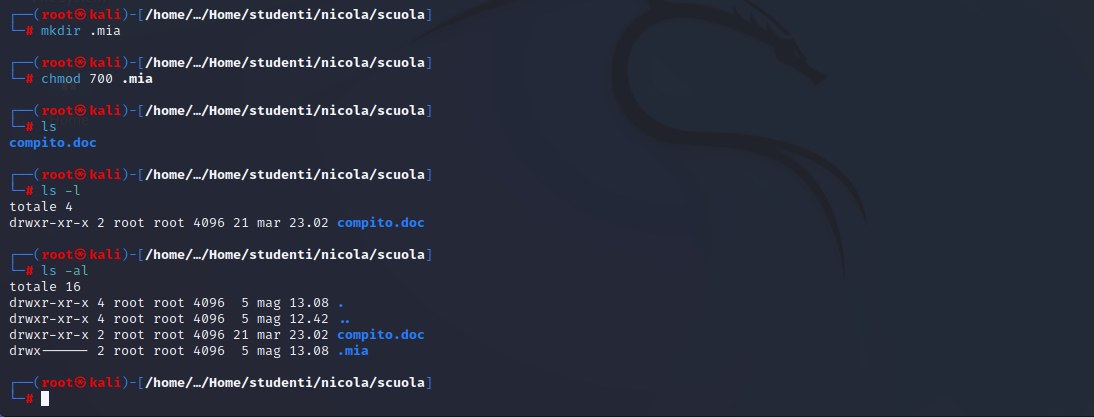 ┌──(root㉿kali)-[/home/…/Home/studenti/nicola/scuola]
└─# mkdir .mia
┌──(root㉿kali)-[/home/…/Home/studenti/nicola/scuola]
└─# chmod 700 .mia
┌──(root㉿kali)-[/home/…/Home/studenti/nicola/scuola]
└─# ls
compito.doc
┌──(root㉿kali)-[/home/…/Home/studenti/nicola/scuola]
└─# ls -l
totale 4
drwxr-xr-x 2 root root 4096 21 mar 23.02 compito.doc
┌──(root㉿kali)-[/home/…/Home/studenti/nicola/scuola]
└─# ls -al
totale 16
drwxr-xr-x 4 root root 4096  5 mag 13.08 .
drwxr-xr-x 4 root root 4096  5 mag 12.42 ..
drwxr-xr-x 2 root root 4096 21 mar 23.02 compito.doc
drwx------ 2 root root 4096  5 mag 13.08 .mia
┌──(root㉿kali)-[/home/…/Home/studenti/nicola/scuola]
└─#